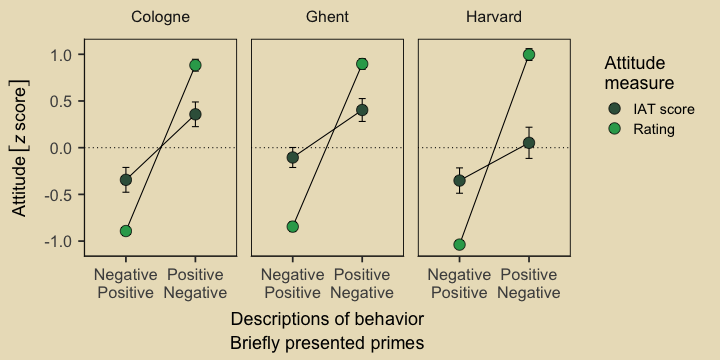 Cologne
Ghent
Harvard
Attitude [ z score]
1.0
0.5
0.0
-0.5
-1.0
Negative Positive
Positive Negative
Negative Positive
Positive Negative
Negative Positive
Positive Negative
Descriptions of behavior
Briefly presented primes
Attitude
measure
IAT score
Rating